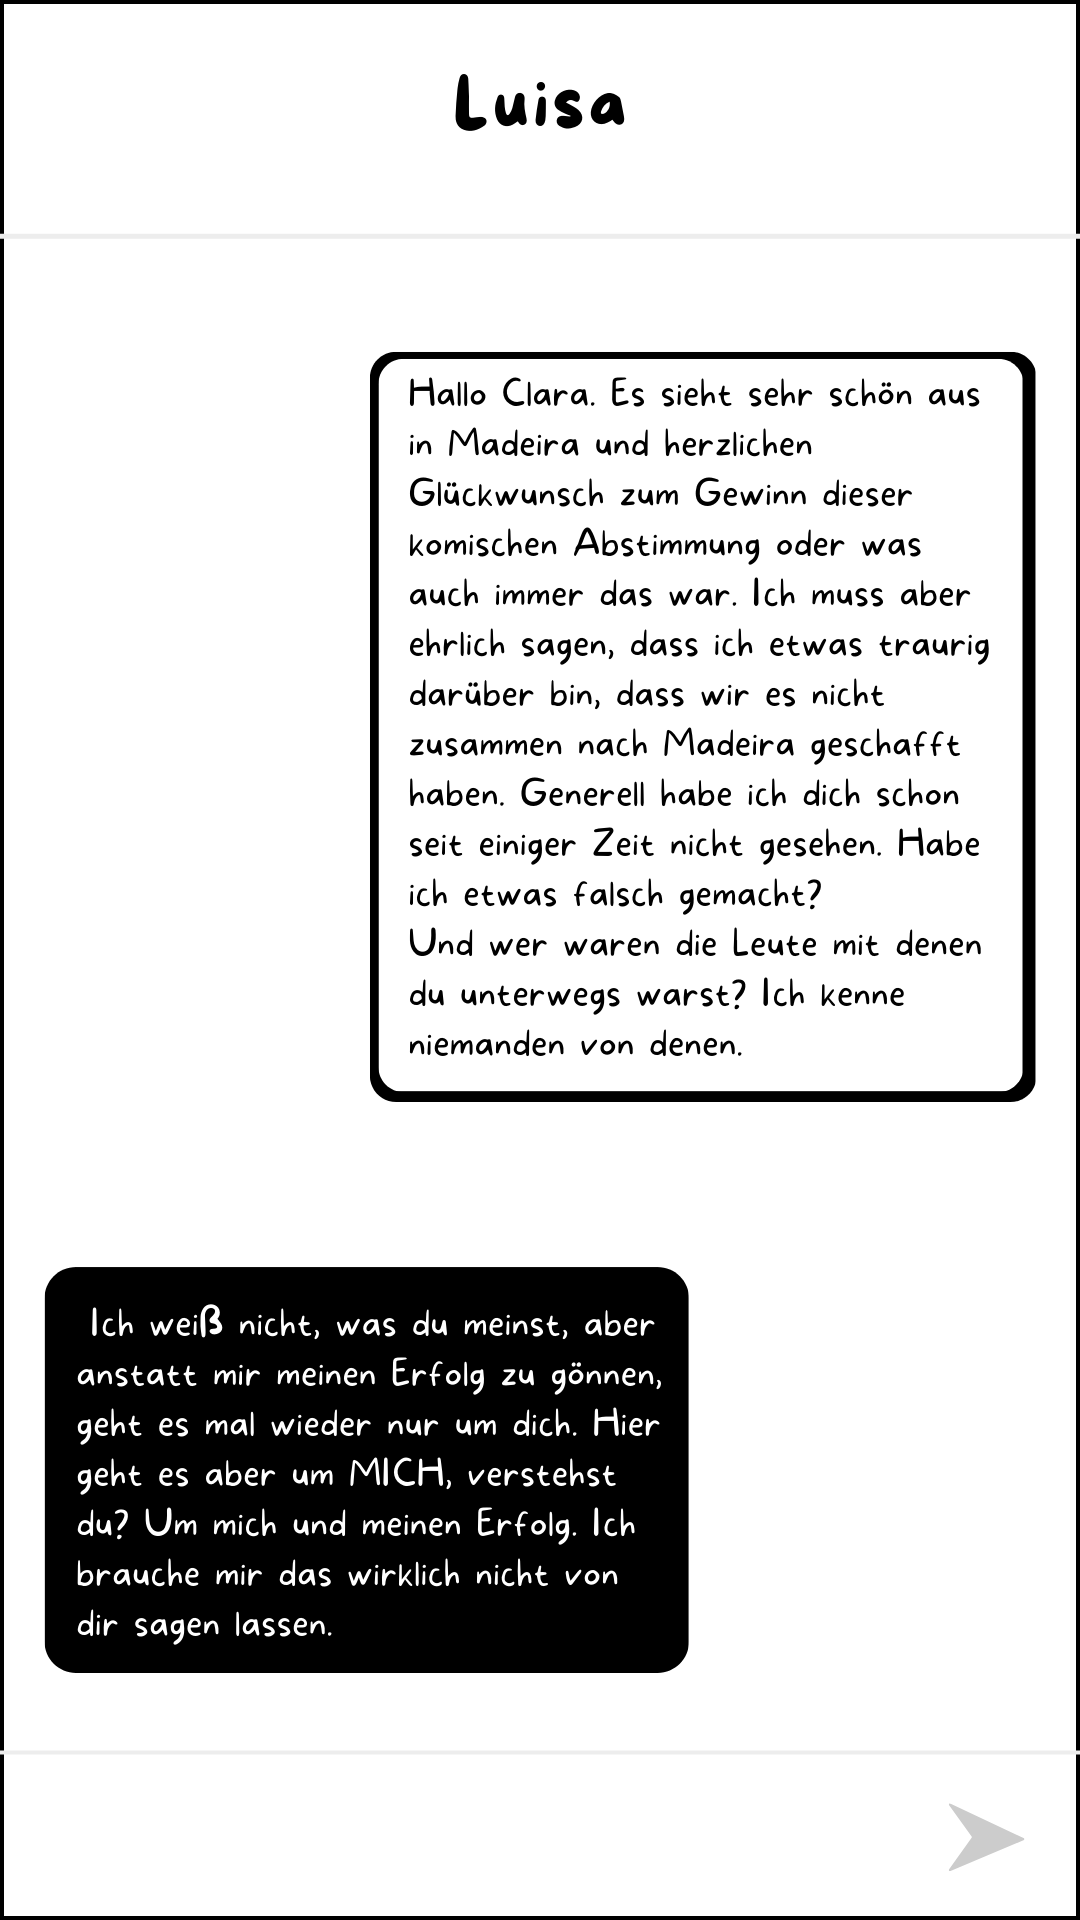 Luisa
Hallo Clara. Es sieht sehr schön aus
in Madeira und herzlichen
Glückwunsch zum Gewinn dieser
komischen Abstimmung oder was
auch immer das war. Ich muss aber
ehrlich sagen, dass ich etwas traurig
darüber bin, dass wir es nicht
zusammen nach Madeira geschafft
haben. Generell habe ich dich schon
seit einiger Zeit nicht gesehen. Habe
ich etwas falsch gemacht?
Und wer waren die Leute mit denen
du unterwegs warst? Ich kenne
niemanden von denen.
Ich weiß nicht, was du meinst, aber
anstatt mir meinen Erfolg zu gönnen,
geht es mal wieder nur um dich. Hier
geht es aber um MICH, verstehst
du? Um mich und meinen Erfolg. Ich
brauche mir das wirklich nicht von
dir sagen lassen.